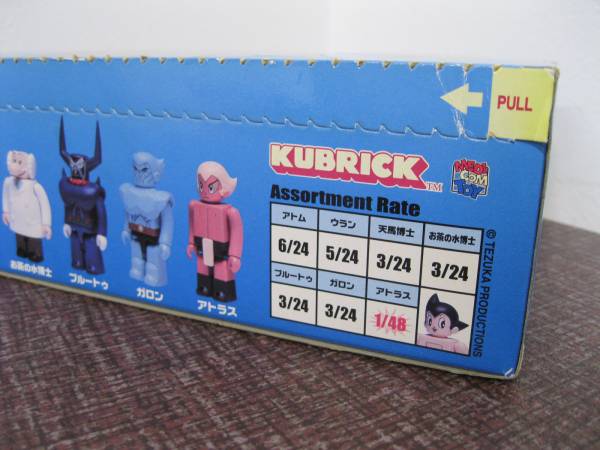 PULL
KUBRICK TM
MEDICOM TOY
Assortment Rate
アトム ウラン 天馬博士 お茶の水博士
6/24 5/24 3/24 3/24
プルートゥ ガロン アトラス
3/24 3/24 1/48
© TEZUKA PRODUCTIONS
お茶の水博士
プルートゥ
ガロン
アトラス